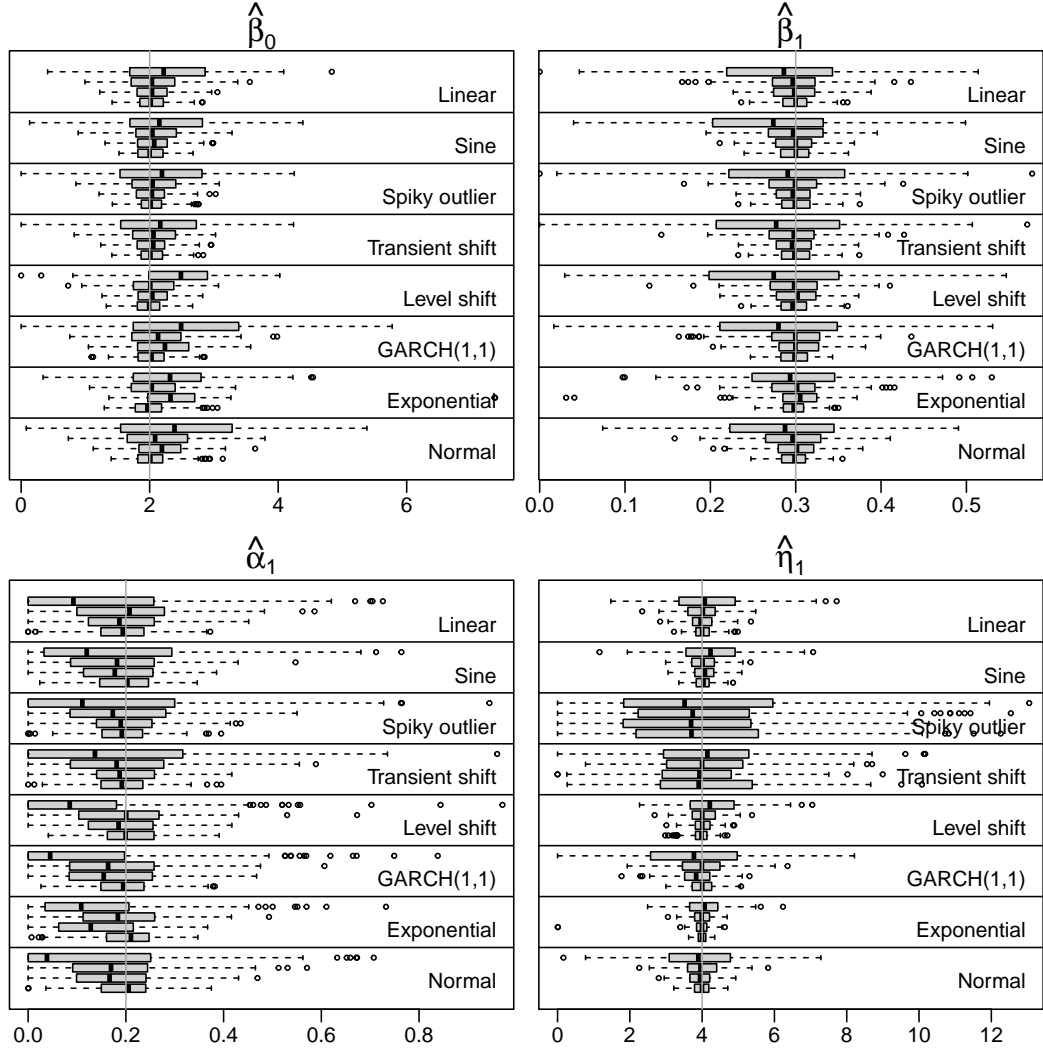 β̂₀
β̂₁
Linear
Linear
Sine
Sine
Spiky outlier
Spiky outlier
Transient shift
Transient shift
Level shift
Level shift
GARCH(1,1)
GARCH(1,1)
Exponential
Exponential
Normal
Normal
0 2 4 6
0.0 0.1 0.2 0.3 0.4 0.5
α̂₁
η̂₁
Linear
Linear
Sine
Sine
Spiky outlier
Spiky outlier
Transient shift
Transient shift
Level shift
Level shift
GARCH(1,1)
GARCH(1,1)
Exponential
Exponential
Normal
Normal
0.0 0.2 0.4 0.6 0.8
0 2 4 6 8 10 12